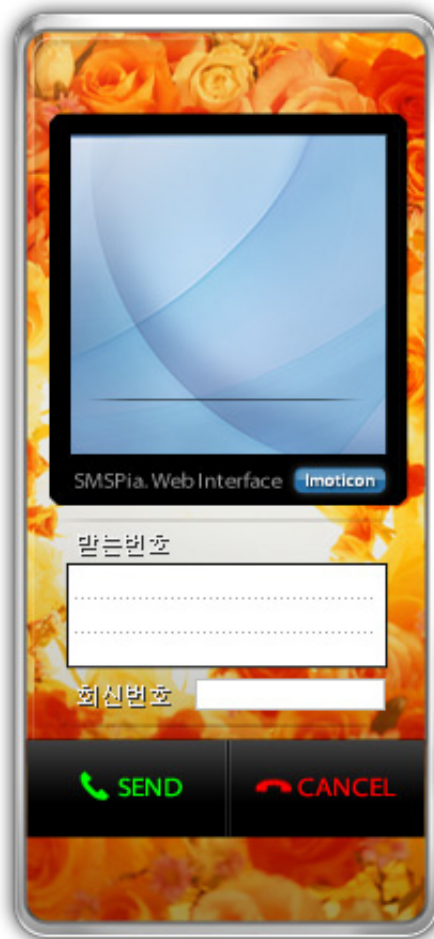 SMSPia. Web Interface Imoticon
받는번호
회신번호
SEND CANCEL